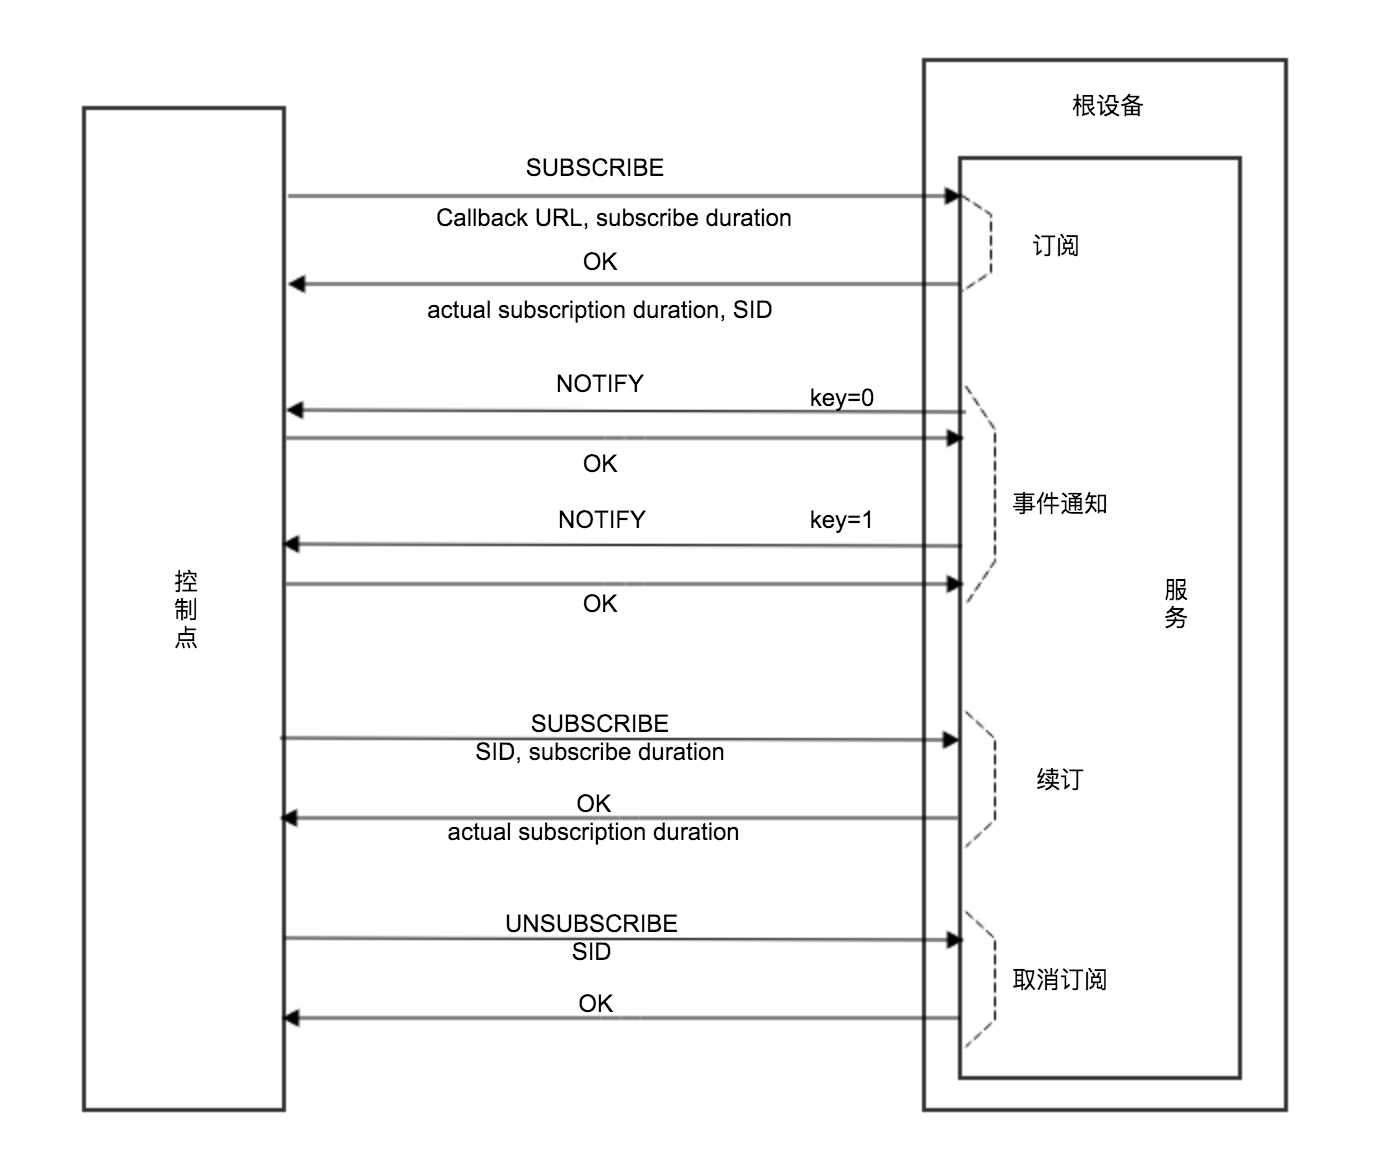 根设备
SUBSCRIBE
Callback URL, subscribe duration
订阅
OK
actual subscription duration, SID
NOTIFY
key=0
OK
事件通知
NOTIFY
key=1
OK
控
制
点
服
务
SUBSCRIBE
SID, subscribe duration
续订
OK
actual subscription duration
UNSUBSCRIBE
SID
取消订阅
OK